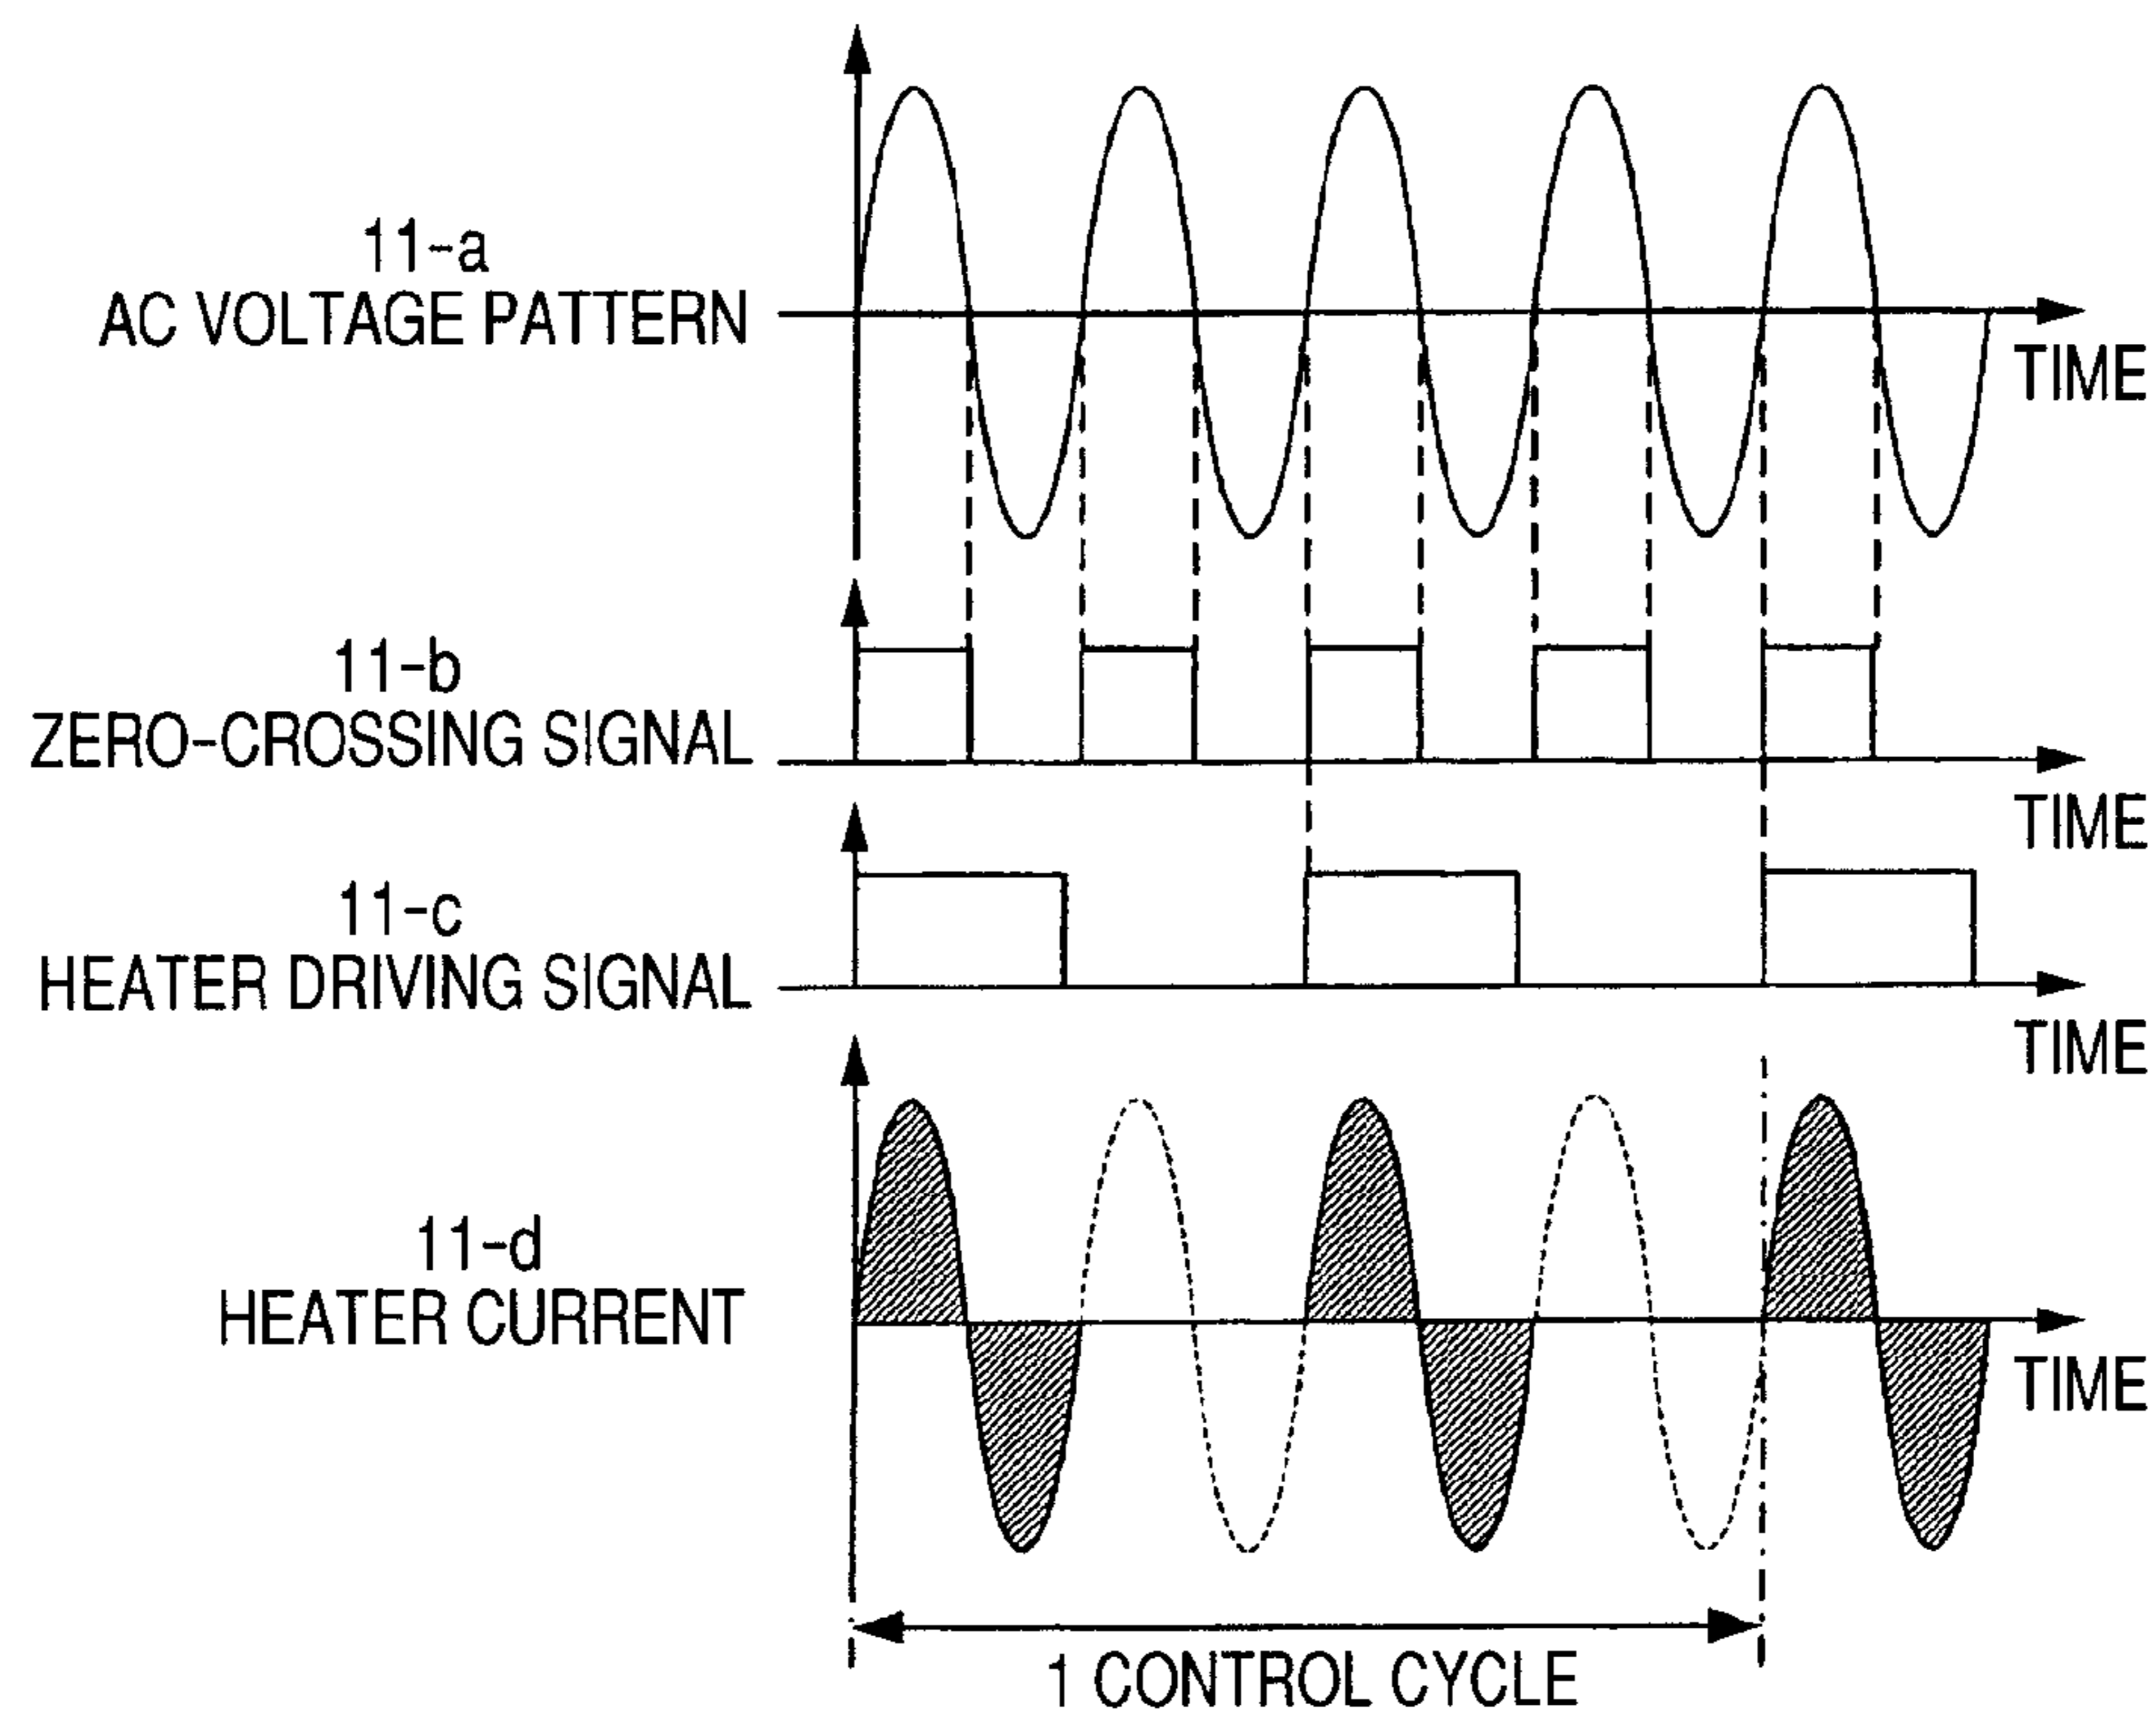 11-a
AC VOLTAGE PATTERN
TIME
11-b
ZERO-CROSSING SIGNAL
TIME
11-c
HEATER DRIVING SIGNAL
TIME
11-d
HEATER CURRENT
TIME
1 CONTROL CYCLE